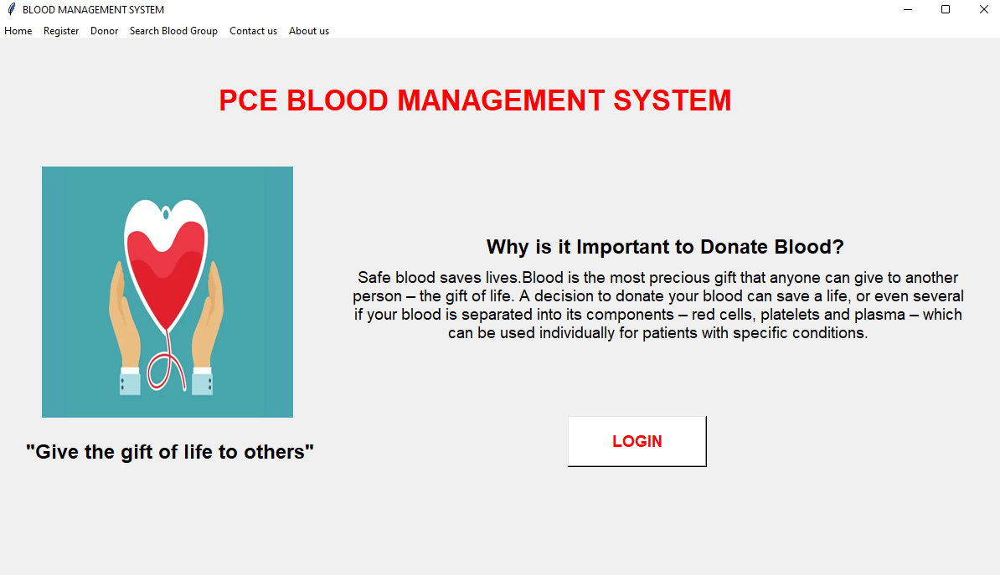 BLOOD MANAGEMENT SYSTEM
Home Register Donor Search Blood Group Contact us About us
PCE BLOOD MANAGEMENT SYSTEM
Why is it Important to Donate Blood?
Safe blood saves lives.Blood is the most precious gift that anyone can give to another
person – the gift of life. A decision to donate your blood can save a life, or even several
if your blood is separated into its components – red cells, platelets and plasma – which
can be used individually for patients with specific conditions.
LOGIN
"Give the gift of life to others"